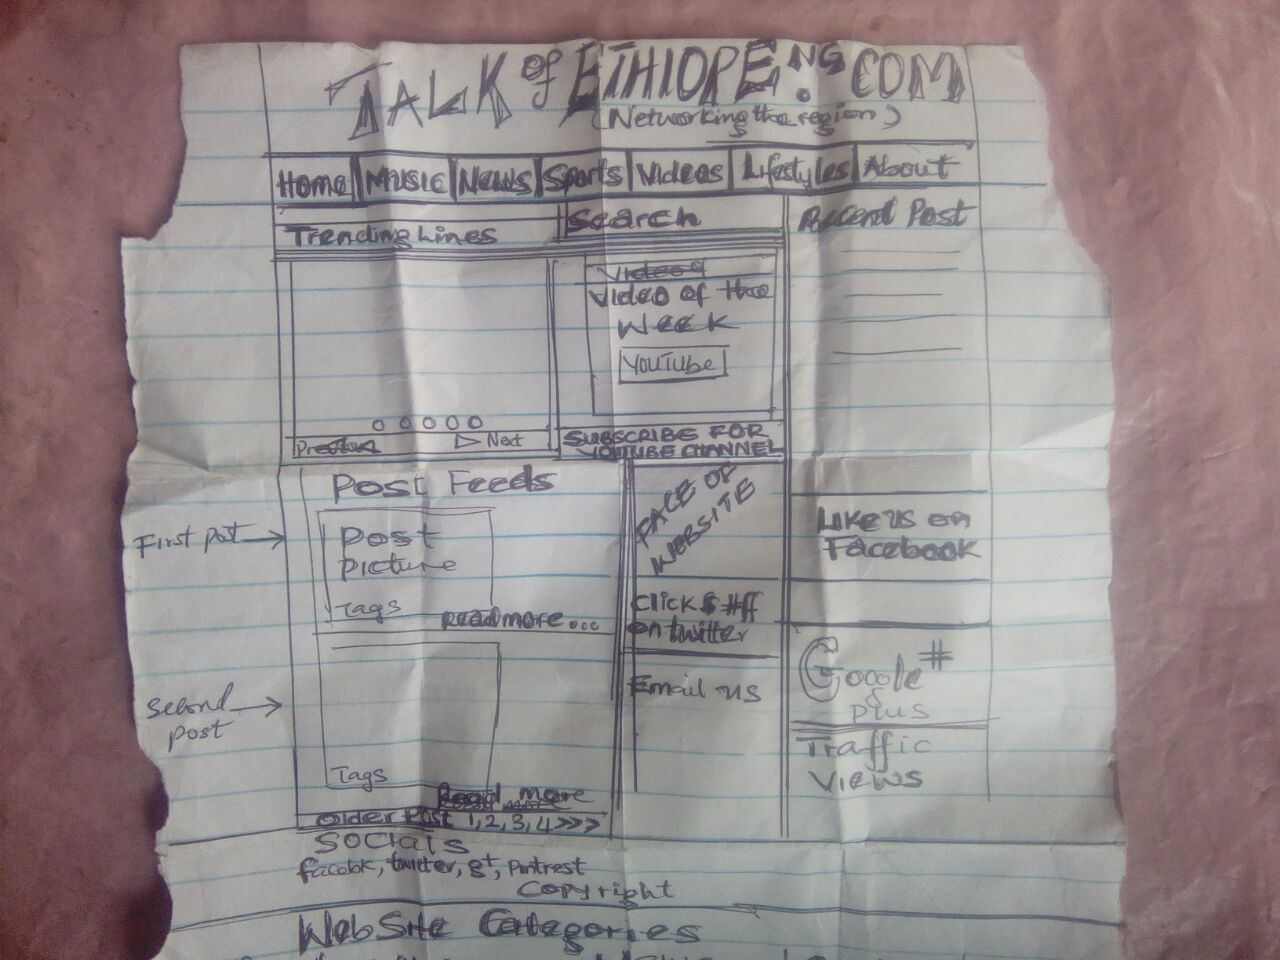 TALK of ETHIOPE.NG.COM
(Networking the region)
Home Music News Sports Videos Lifestyles About
Trending Lines
Search
Recent Post
Video of the
Week
YouTube
Next
SUBSCRIBE FOR
YOUTUBE CHANNEL
Post Feeds
First post
Post
picture
Tags
Read more...
Second
post
Tags
Read more
Older Post 1,2,3,4>>>
FACE OF
WEBSITE
Click $ #ff
on twitter
Email us
Like us on
Facebook
Google #
plus
Traffic
Views
Socials
facebk, twitter, g+, Pintrest
Copyright
WebSite Categories